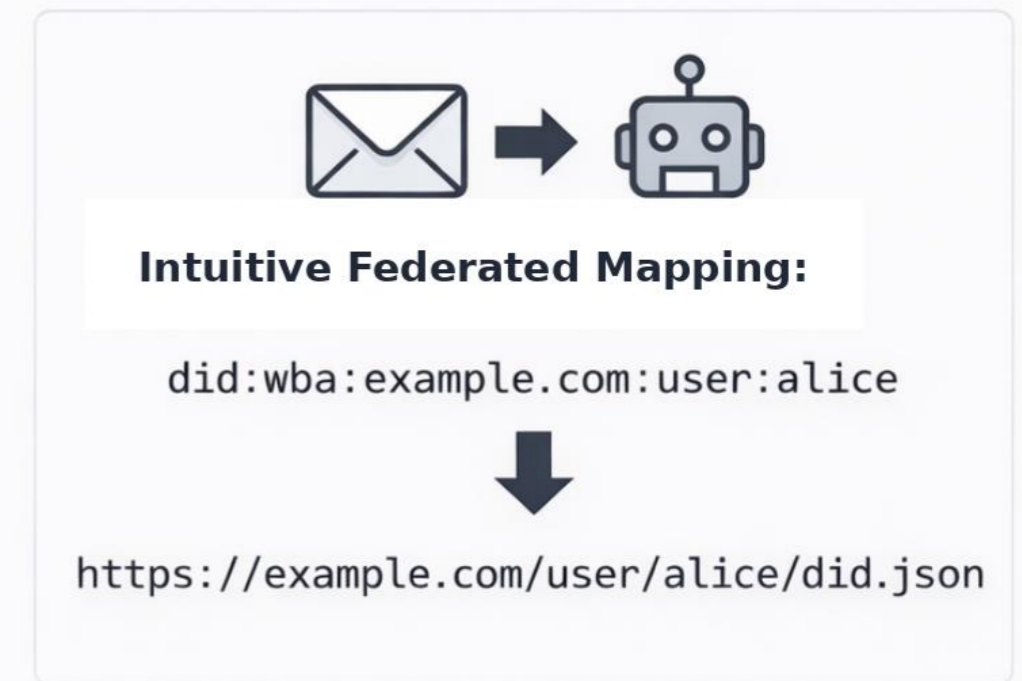 Intuitive Federated Mapping:
did:wba:example.com:user:alice
https://example.com/user/alice/did.json